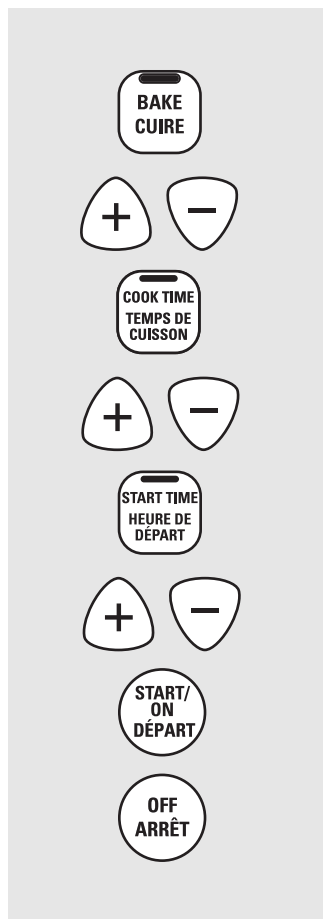 BAKE
CUIRE
+ −
COOK TIME
TEMPS DE
CUISSON
+ −
START TIME
HEURE DE
DÉPART
+ −
START/
ON
DÉPART
OFF
ARRÊT